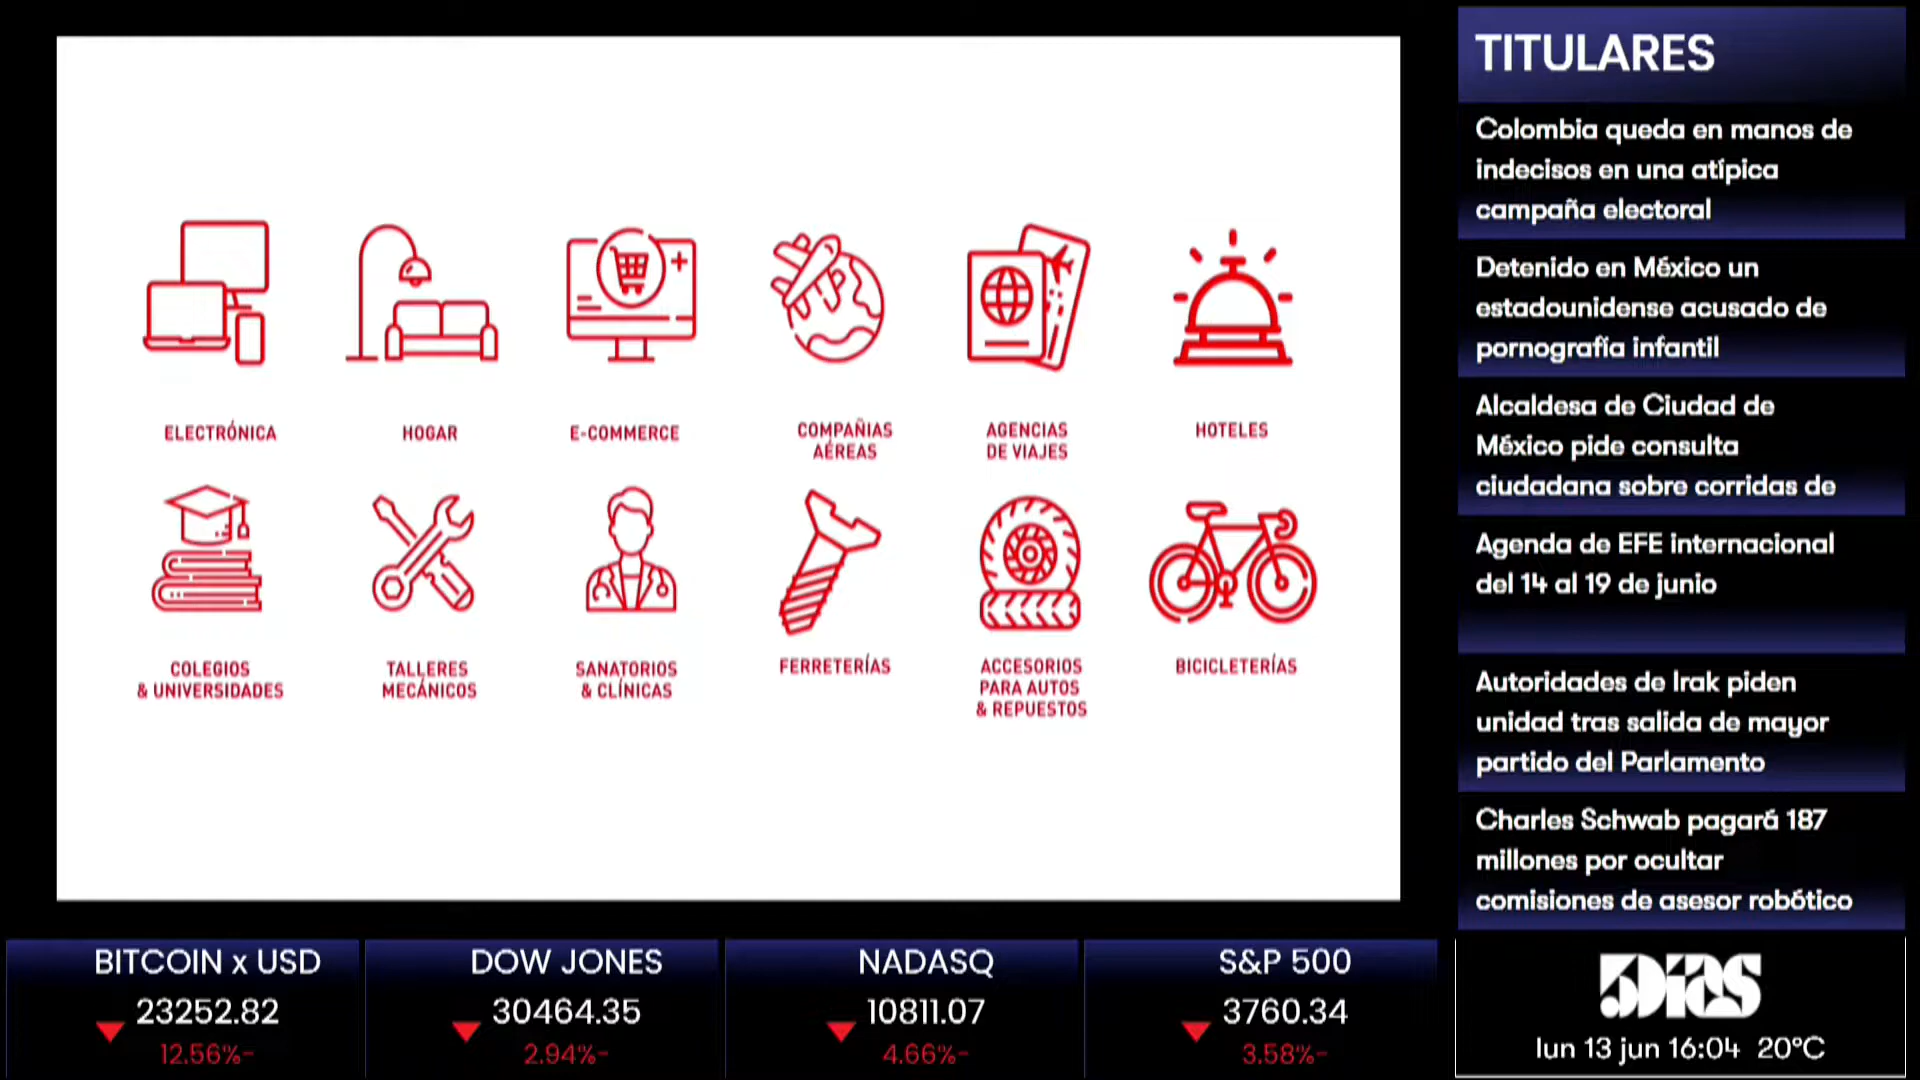 ELECTRÓNICA
HOGAR
E-COMMERCE
COMPAÑIAS
AÉREAS
AGENCIAS
DE VIAJES
HOTELES
COLEGIOS
& UNIVERSIDADES
TALLERES
MECÁNICOS
SANATORIOS
& CLÍNICAS
FERRETERÍAS
ACCESORIOS
PARA AUTOS
& REPUESTOS
BICICLETERÍAS
TITULARES
Colombia queda en manos de
indecisos en una atípica
campaña electoral
Detenido en México un
estadounidense acusado de
pornografía infantil
Alcaldesa de Ciudad de
México pide consulta
ciudadana sobre corridas de
Agenda de EFE internacional
del 14 al 19 de junio
Autoridades de Irak piden
unidad tras salida de mayor
partido del Parlamento
Charles Schwab pagará 187
millones por ocultar
comisiones de asesor robótico
BITCOIN x USD
23252.82
12.56%-
DOW JONES
30464.35
2.94%-
NADASQ
10811.07
4.66%-
S&P 500
3760.34
3.58%-
5Días
lun 13 jun 16:04 20°C